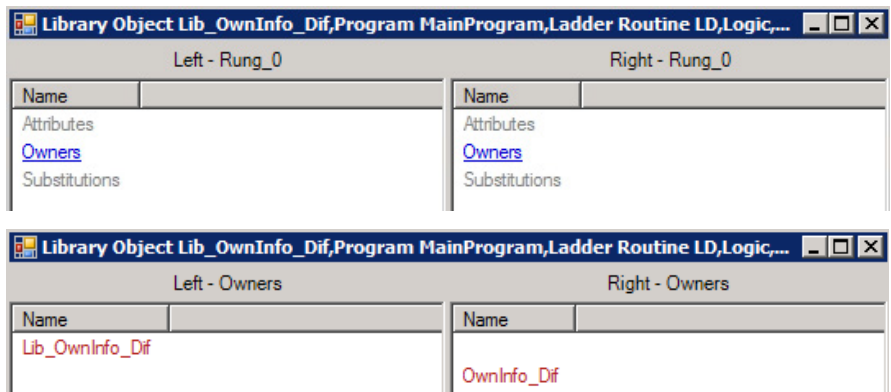 Library Object Lib_OwnInfo_Dif,Program MainProgram,Ladder Routine LD,Logic,...
Left - Rung_0 Right - Rung_0
Name Name
Attributes Attributes
Owners Owners
Substitutions Substitutions
Library Object Lib_OwnInfo_Dif,Program MainProgram,Ladder Routine LD,Logic,...
Left - Owners Right - Owners
Name Name
Lib_OwnInfo_Dif
OwnInfo_Dif